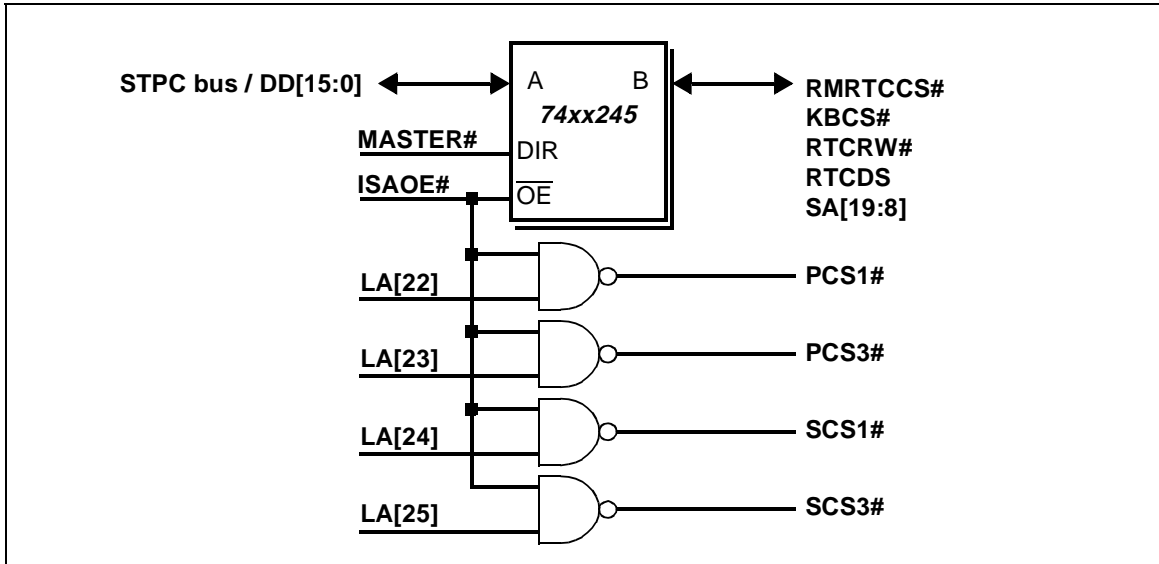 STPC bus / DD[15:0]
A B
74xx245
RMRTCCS#
KBCS#
RTCRW#
RTCDS
SA[19:8]
MASTER#
DIR
ISAOE#
OE
LA[22]
PCS1#
LA[23]
PCS3#
LA[24]
SCS1#
LA[25]
SCS3#